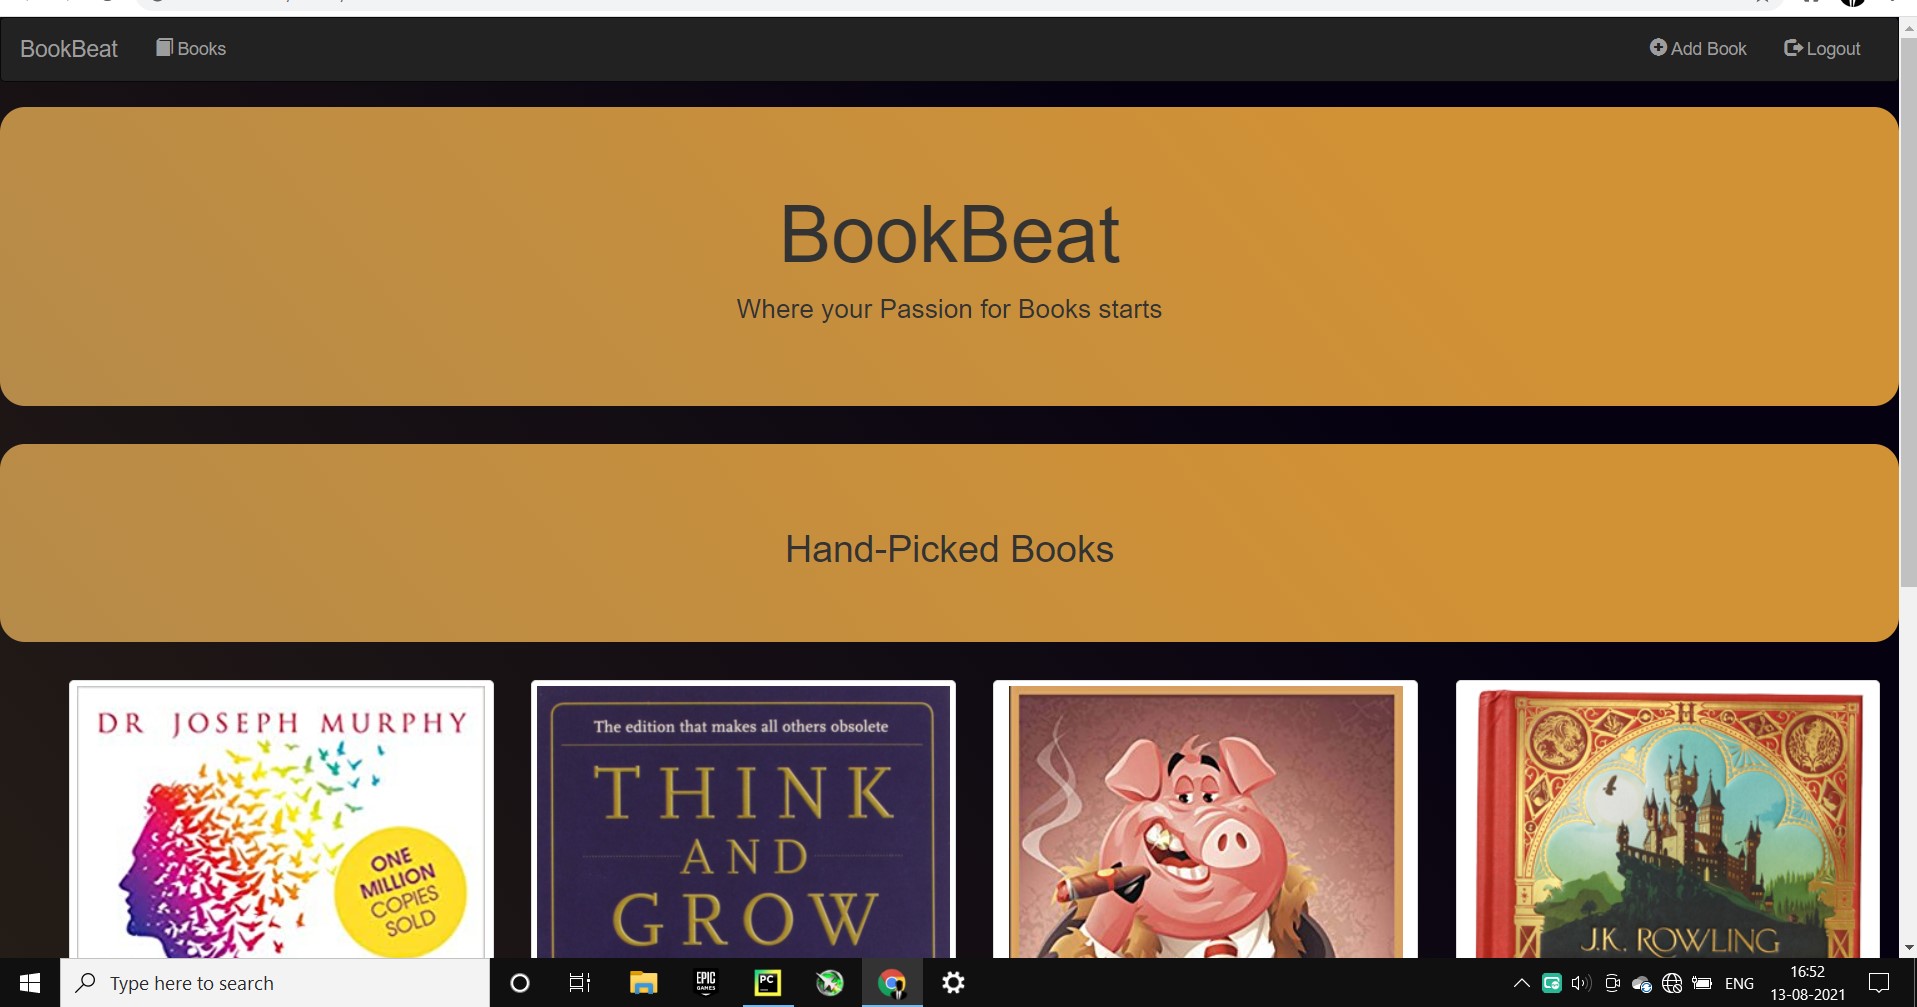 BookBeat Books Add Book Logout
BookBeat
Where your Passion for Books starts
Hand-Picked Books
DR JOSEPH MURPHY
ONE
MILLION
COPIES
SOLD
The edition that makes all others obsolete
THINK
AND
GROW
H
J.K. ROWLING
Type here to search
EPIC
GAMES
PC
ENG
16:52
13-08-2021